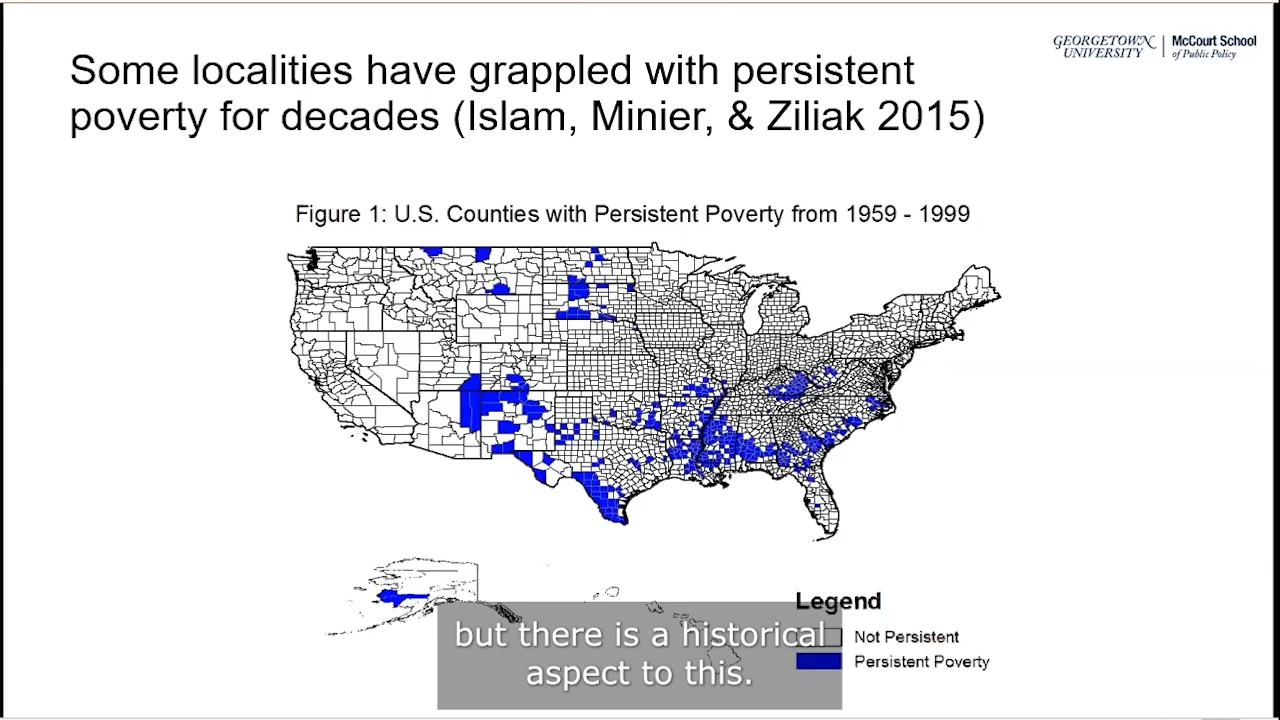 GEORGETOWN
UNIVERSITY
McCourt School
of Public Policy
Some localities have grappled with persistent
poverty for decades (Islam, Minier, & Ziliak 2015)
Figure 1: U.S. Counties with Persistent Poverty from 1959 - 1999
Legend
Not Persistent
Persistent Poverty
but there is a historical
aspect to this.